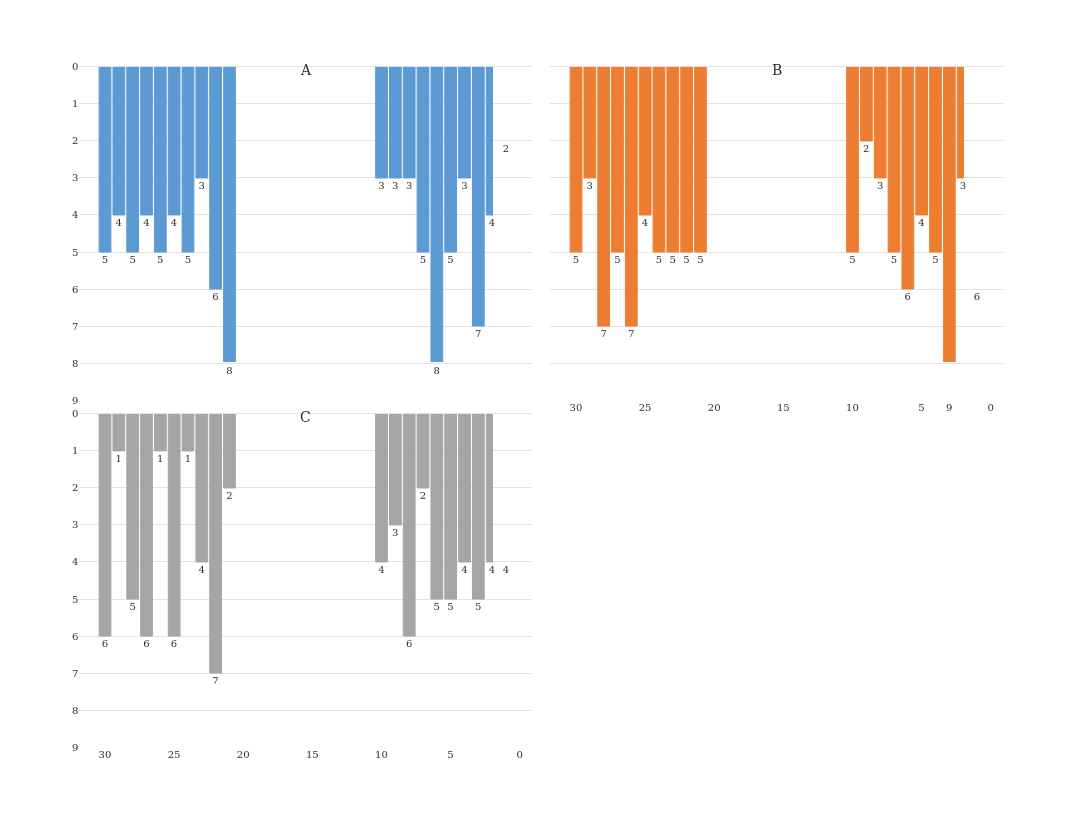 0 A B
1
2 2 2
3 3 3 3 3 3 3 3 3
4 4 4 4 4 4 4
5 5 5 5 5 5 5 5 5 5 5 5 5 5 5
6 6 6 6
7 7 7 7
8 8 8
9
30 25 20 15 10 5 9 0
0 C
1 1 1 1
2 2 2
3 3
4 4 4 4 4 4
5 5 5 5 5
6 6 6 6 6
7 7
8
9 30 25 20 15 10 5 0